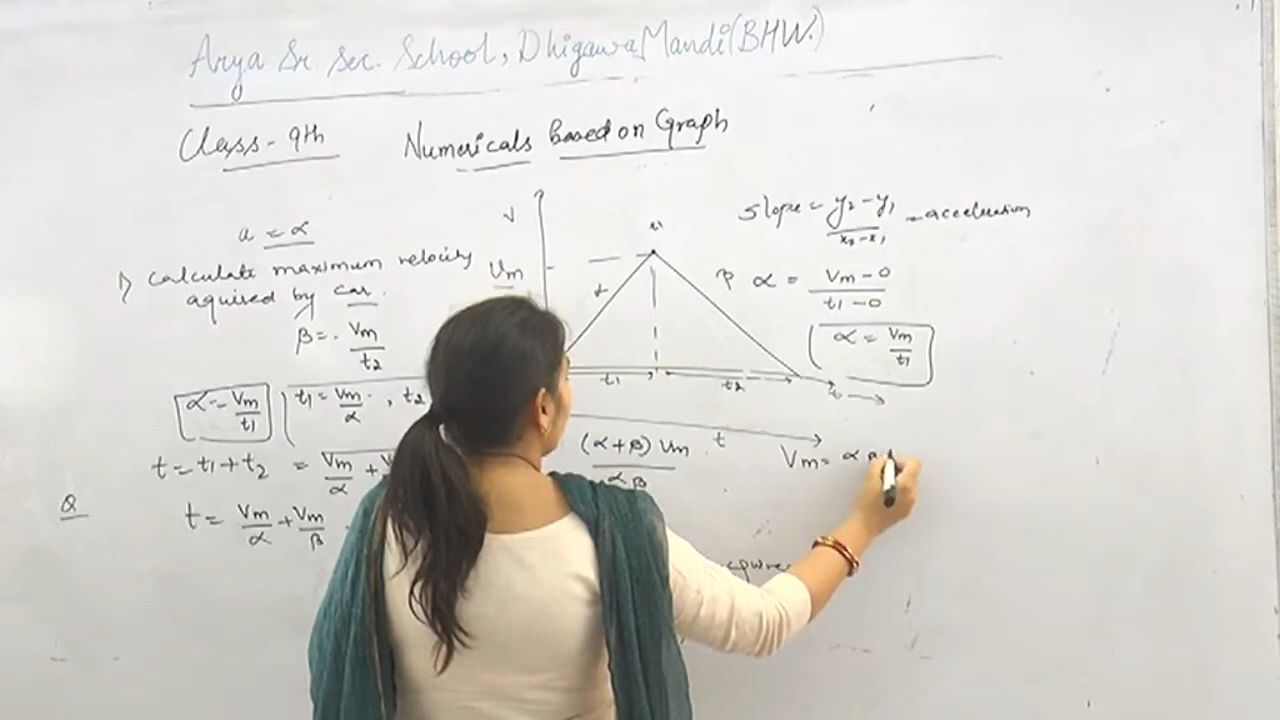 Arya Sr. Sec. School, Dhigawa Mandi (BHW.)
Class - 9th Numericals based on Graph
a = α
1) Calculate maximum velocity
aquired by car.
β = Vm/t2
α = Vm/t1 t1 = Vm/α , t2
t = t1 + t2 = Vm/α +
Q
t = Vm/α + Vm/β
V
Vm
t1 t2 t
t
(α+β) Vm/αβ
Slope = y2 - y1/x2 - x1 = acceleration
β α = Vm - 0/t1 - 0
α = Vm/t1
Vm = αβ